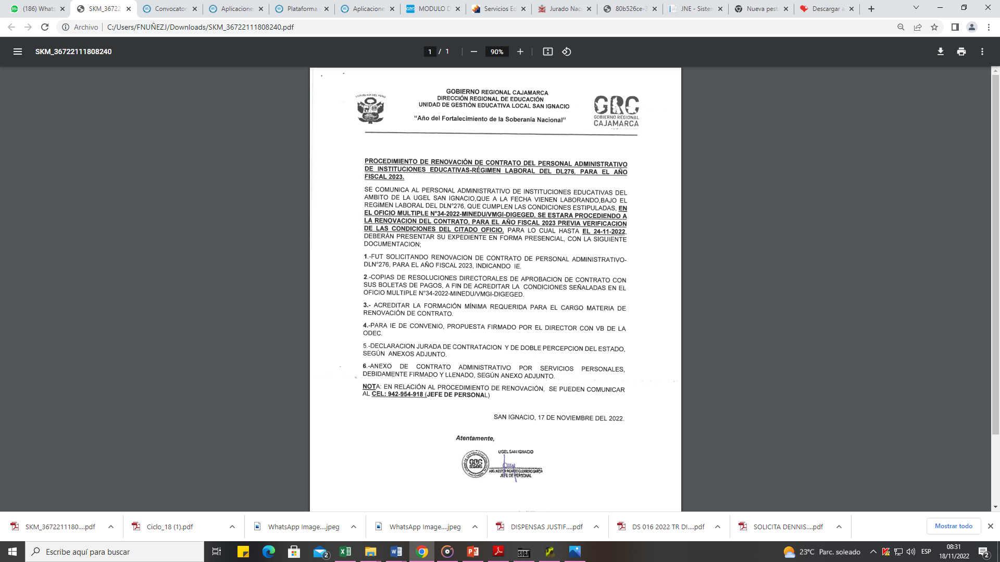 (186) Whats
SKM_36722
Convocator
Aplicacione
Plataforma
Aplicacione
MODULO D
Servicios Ed
Jurado Naci
80b526ce-3
JNE - Sistem
Nueva pest
Descargar a
Archivo
C:/Users/FNUÑEZJ/Downloads/SKM_36722111808240.pdf
SKM_36722111808240
1 / 1
90%
REPUBLICA DEL PERU
GOBIERNO REGIONAL CAJAMARCA
DIRECCIÓN REGIONAL DE EDUCACIÓN
UNIDAD DE GESTIÓN EDUCATIVA LOCAL SAN IGNACIO
“Año del Fortalecimiento de la Soberanía Nacional”
GRC
GOBIERNO REGIONAL
CAJAMARCA
PROCEDIMIENTO DE RENOVACIÓN DE CONTRATO DEL PERSONAL ADMINISTRATIVO
DE INSTITUCIONES EDUCATIVAS-RÉGIMEN LABORAL DEL DL276, PARA EL AÑO
FISCAL 2023.
SE COMUNICA AL PERSONAL ADMINISTRATIVO DE INSTITUCIONES EDUCATIVAS DEL
AMBITO DE LA UGEL SAN IGNACIO,QUE A LA FECHA VIENEN LABORANDO,BAJO EL
REGIMEN LABORAL DEL DLN°276, QUE CUMPLEN LAS CONDICIONES ESTIPULADAS, EN
EL OFICIO MULTIPLE N°34-2022-MINEDU/VMGI-DIGEGED, SE ESTARA PROCEDIENDO A
LA RENOVACION DEL CONTRATO, PARA EL AÑO FISCAL 2023 PREVIA VERIFICACION
DE LAS CONDICIONES DEL CITADO OFICIO, PARA LO CUAL HASTA EL 24-11-2022,
DEBERÁN PRESENTAR SU EXPEDIENTE EN FORMA PRESENCIAL, CON LA SIGUIENTE
DOCUMENTACION;
1.-FUT SOLICITANDO RENOVACION DE CONTRATO DE PERSONAL ADMINISTRATIVO-
DLN°276, PARA EL AÑO FISCAL 2023, INDICANDO IE.
2.-COPIAS DE RESOLUCIONES DIRECTORALES DE APROBACION DE CONTRATO CON
SUS BOLETAS DE PAGOS, A FIN DE ACREDITAR LA CONDICIONES SEÑALADAS EN EL
OFICIO MULTIPLE N°34-2022-MINEDU/VMGI-DIGEGED.
3.- ACREDITAR LA FORMACIÓN MÍNIMA REQUERIDA PARA EL CARGO MATERIA DE
RENOVACIÓN DE CONTRATO.
4.-PARA IE DE CONVENIO, PROPUESTA FIRMADO POR EL DIRECTOR CON VB DE LA
ODEC.
5.-DECLARACION JURADA DE CONTRATACION Y DE DOBLE PERCEPCION DEL ESTADO,
SEGÚN ANEXOS ADJUNTO.
6.-ANEXO DE CONTRATO ADMINISTRATIVO POR SERVICIOS PERSONALES,
DEBIDAMENTE FIRMADO Y LLENADO, SEGÚN ANEXO ADJUNTO.
NOTA: EN RELACIÓN AL PROCEDIMIENTO DE RENOVACIÓN, SE PUEDEN COMUNICAR
AL CEL: 942-954-918 (JEFE DE PERSONAL)
SAN IGNACIO, 17 DE NOVIEMBRE DEL 2022.
Atentamente,
UGEL SAN IGNACIO
ABG. NESTOR RICARDO GUERRERO GARCIA
JEFE DE PERSONAL
SKM_3672211180....pdf
Ciclo_18 (1).pdf
WhatsApp Image....jpeg
WhatsApp Image....jpeg
DISPENSAS JUSTIF....pdf
DS 016 2022 TR DI....pdf
SOLICITA DENNIS....pdf
Mostrar todo
Escribe aquí para buscar
2
SIGA
23°C Parc. soleado
ESP
08:31
18/11/2022
2